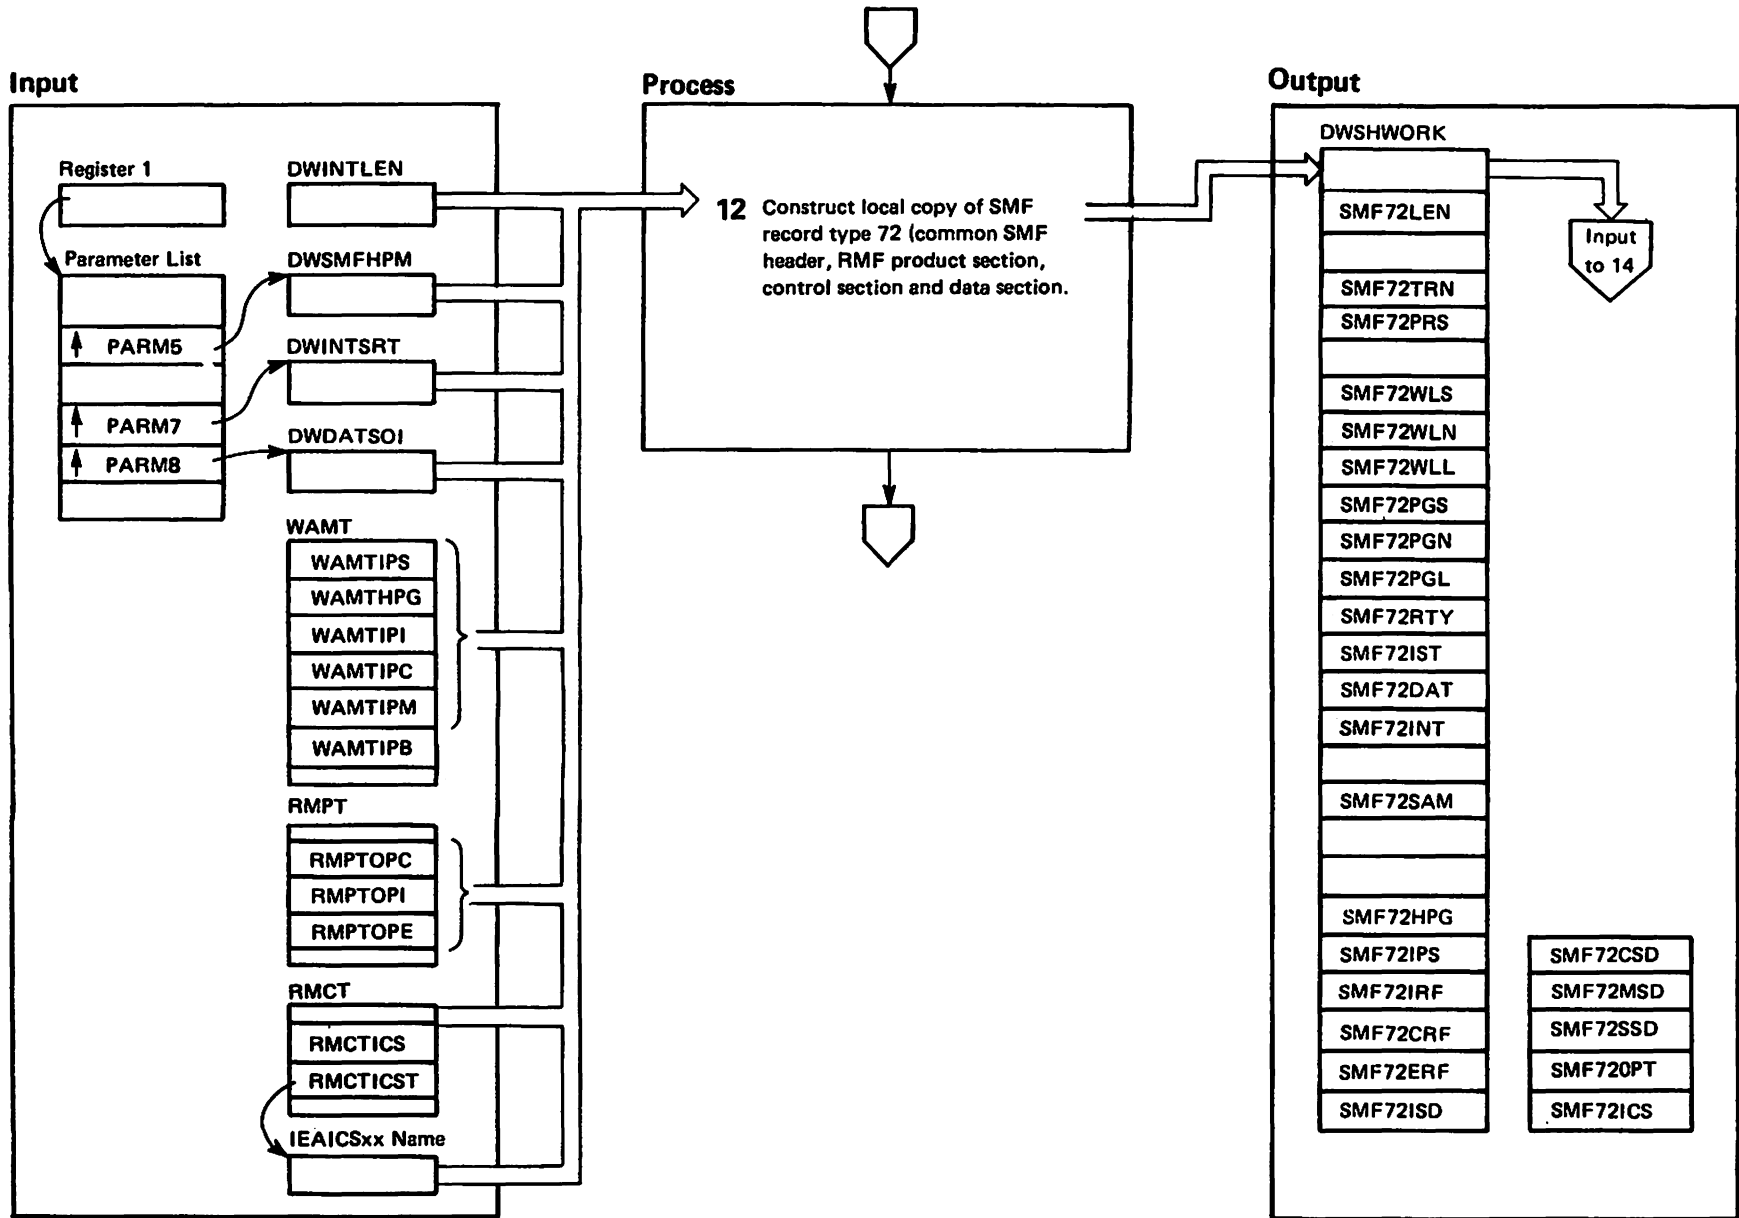 Input
Register 1
Parameter List
PARM5
PARM7
PARM8
DWINTLEN
DWSMFHPM
DWINTSRT
DWDATSOI
WAMT
WAMTIPS
WAMTHPG
WAMTIPI
WAMTIPC
WAMTIPM
WAMTIPB
RMPT
RMPTOPC
RMPTOPI
RMPTOPE
RMCT
RMCTICS
RMCTICST
IEAICSxx Name
Process
12 Construct local copy of SMF
record type 72 (common SMF
header, RMF product section,
control section and data section.
Output
DWSHWORK
SMF72LEN
SMF72TRN
SMF72PRS
SMF72WLS
SMF72WLN
SMF72WLL
SMF72PGS
SMF72PGN
SMF72PGL
SMF72RTY
SMF72IST
SMF72DAT
SMF72INT
SMF72SAM
SMF72HPG
SMF72IPS
SMF72IRF
SMF72CRF
SMF72ERF
SMF72ISD
Input
to 14
SMF72CSD
SMF72MSD
SMF72SSD
SMF72OPT
SMF72ICS